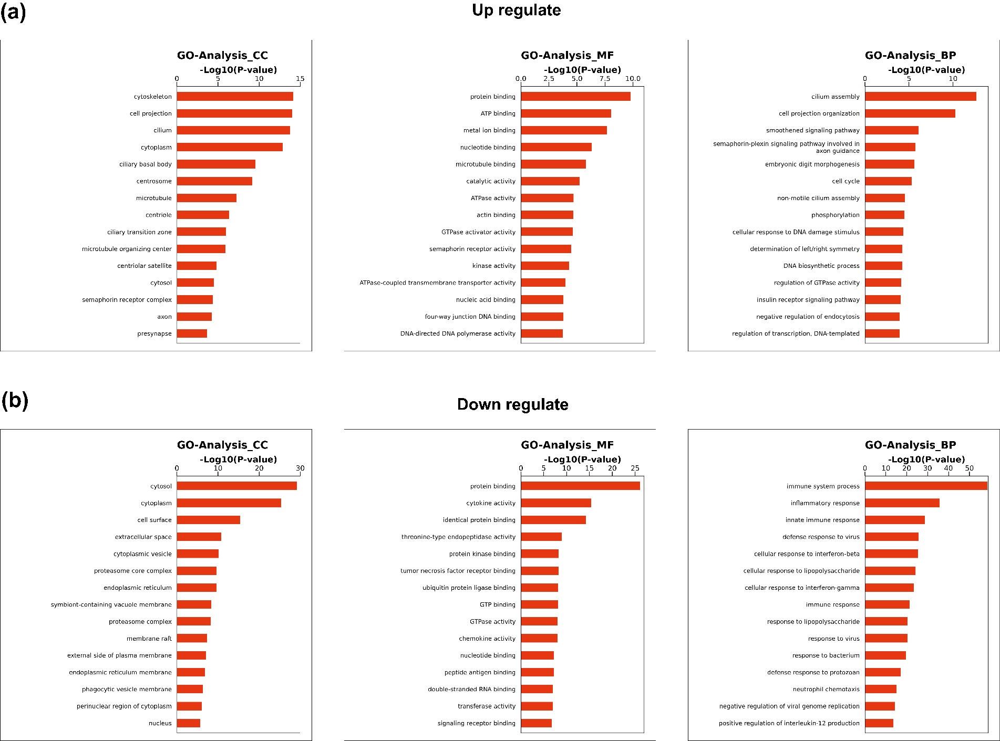 (a)
Up regulate
GO-Analysis_CC
-Log10(P-value)
0 5 10 15
cytoskeleton
cell projection
cilium
cytoplasm
ciliary basal body
centrosome
microtubule
centriole
ciliary transition zone
microtubule organizing center
centriolar satellite
cytosol
semaphorin receptor complex
axon
presynapse
GO-Analysis_MF
-Log10(P-value)
0.0 2.5 5.0 7.5 10.0
protein binding
ATP binding
metal ion binding
nucleotide binding
microtubule binding
catalytic activity
ATPase activity
actin binding
GTPase activator activity
semaphorin receptor activity
kinase activity
ATPase-coupled transmembrane transporter activity
nucleic acid binding
four-way junction DNA binding
DNA-directed DNA polymerase activity
GO-Analysis_BP
-Log10(P-value)
0 5 10
cilium assembly
cell projection organization
smoothened signaling pathway
semaphorin-plexin signaling pathway involved in
axon guidance
embryonic digit morphogenesis
cell cycle
non-motile cilium assembly
phosphorylation
cellular response to DNA damage stimulus
determination of left/right symmetry
DNA biosynthetic process
regulation of GTPase activity
insulin receptor signaling pathway
negative regulation of endocytosis
regulation of transcription, DNA-templated
(b)
Down regulate
GO-Analysis_CC
-Log10(P-value)
0 10 20 30
cytosol
cytoplasm
cell surface
extracellular space
cytoplasmic vesicle
proteasome core complex
endoplasmic reticulum
symbiont-containing vacuole membrane
proteasome complex
membrane raft
external side of plasma membrane
endoplasmic reticulum membrane
phagocytic vesicle membrane
perinuclear region of cytoplasm
nucleus
GO-Analysis_MF
-Log10(P-value)
0 5 10 15 20 25
protein binding
cytokine activity
identical protein binding
threonine-type endopeptidase activity
protein kinase binding
tumor necrosis factor receptor binding
ubiquitin protein ligase binding
GTP binding
GTPase activity
chemokine activity
nucleotide binding
peptide antigen binding
double-stranded RNA binding
transferase activity
signaling receptor binding
GO-Analysis_BP
-Log10(P-value)
0 10 20 30 40 50
immune system process
inflammatory response
innate immune response
defense response to virus
cellular response to interferon-beta
cellular response to lipopolysaccharide
cellular response to interferon-gamma
immune response
response to lipopolysaccharide
response to virus
response to bacterium
defense response to protozoan
neutrophil chemotaxis
negative regulation of viral genome replication
positive regulation of interleukin-12 production